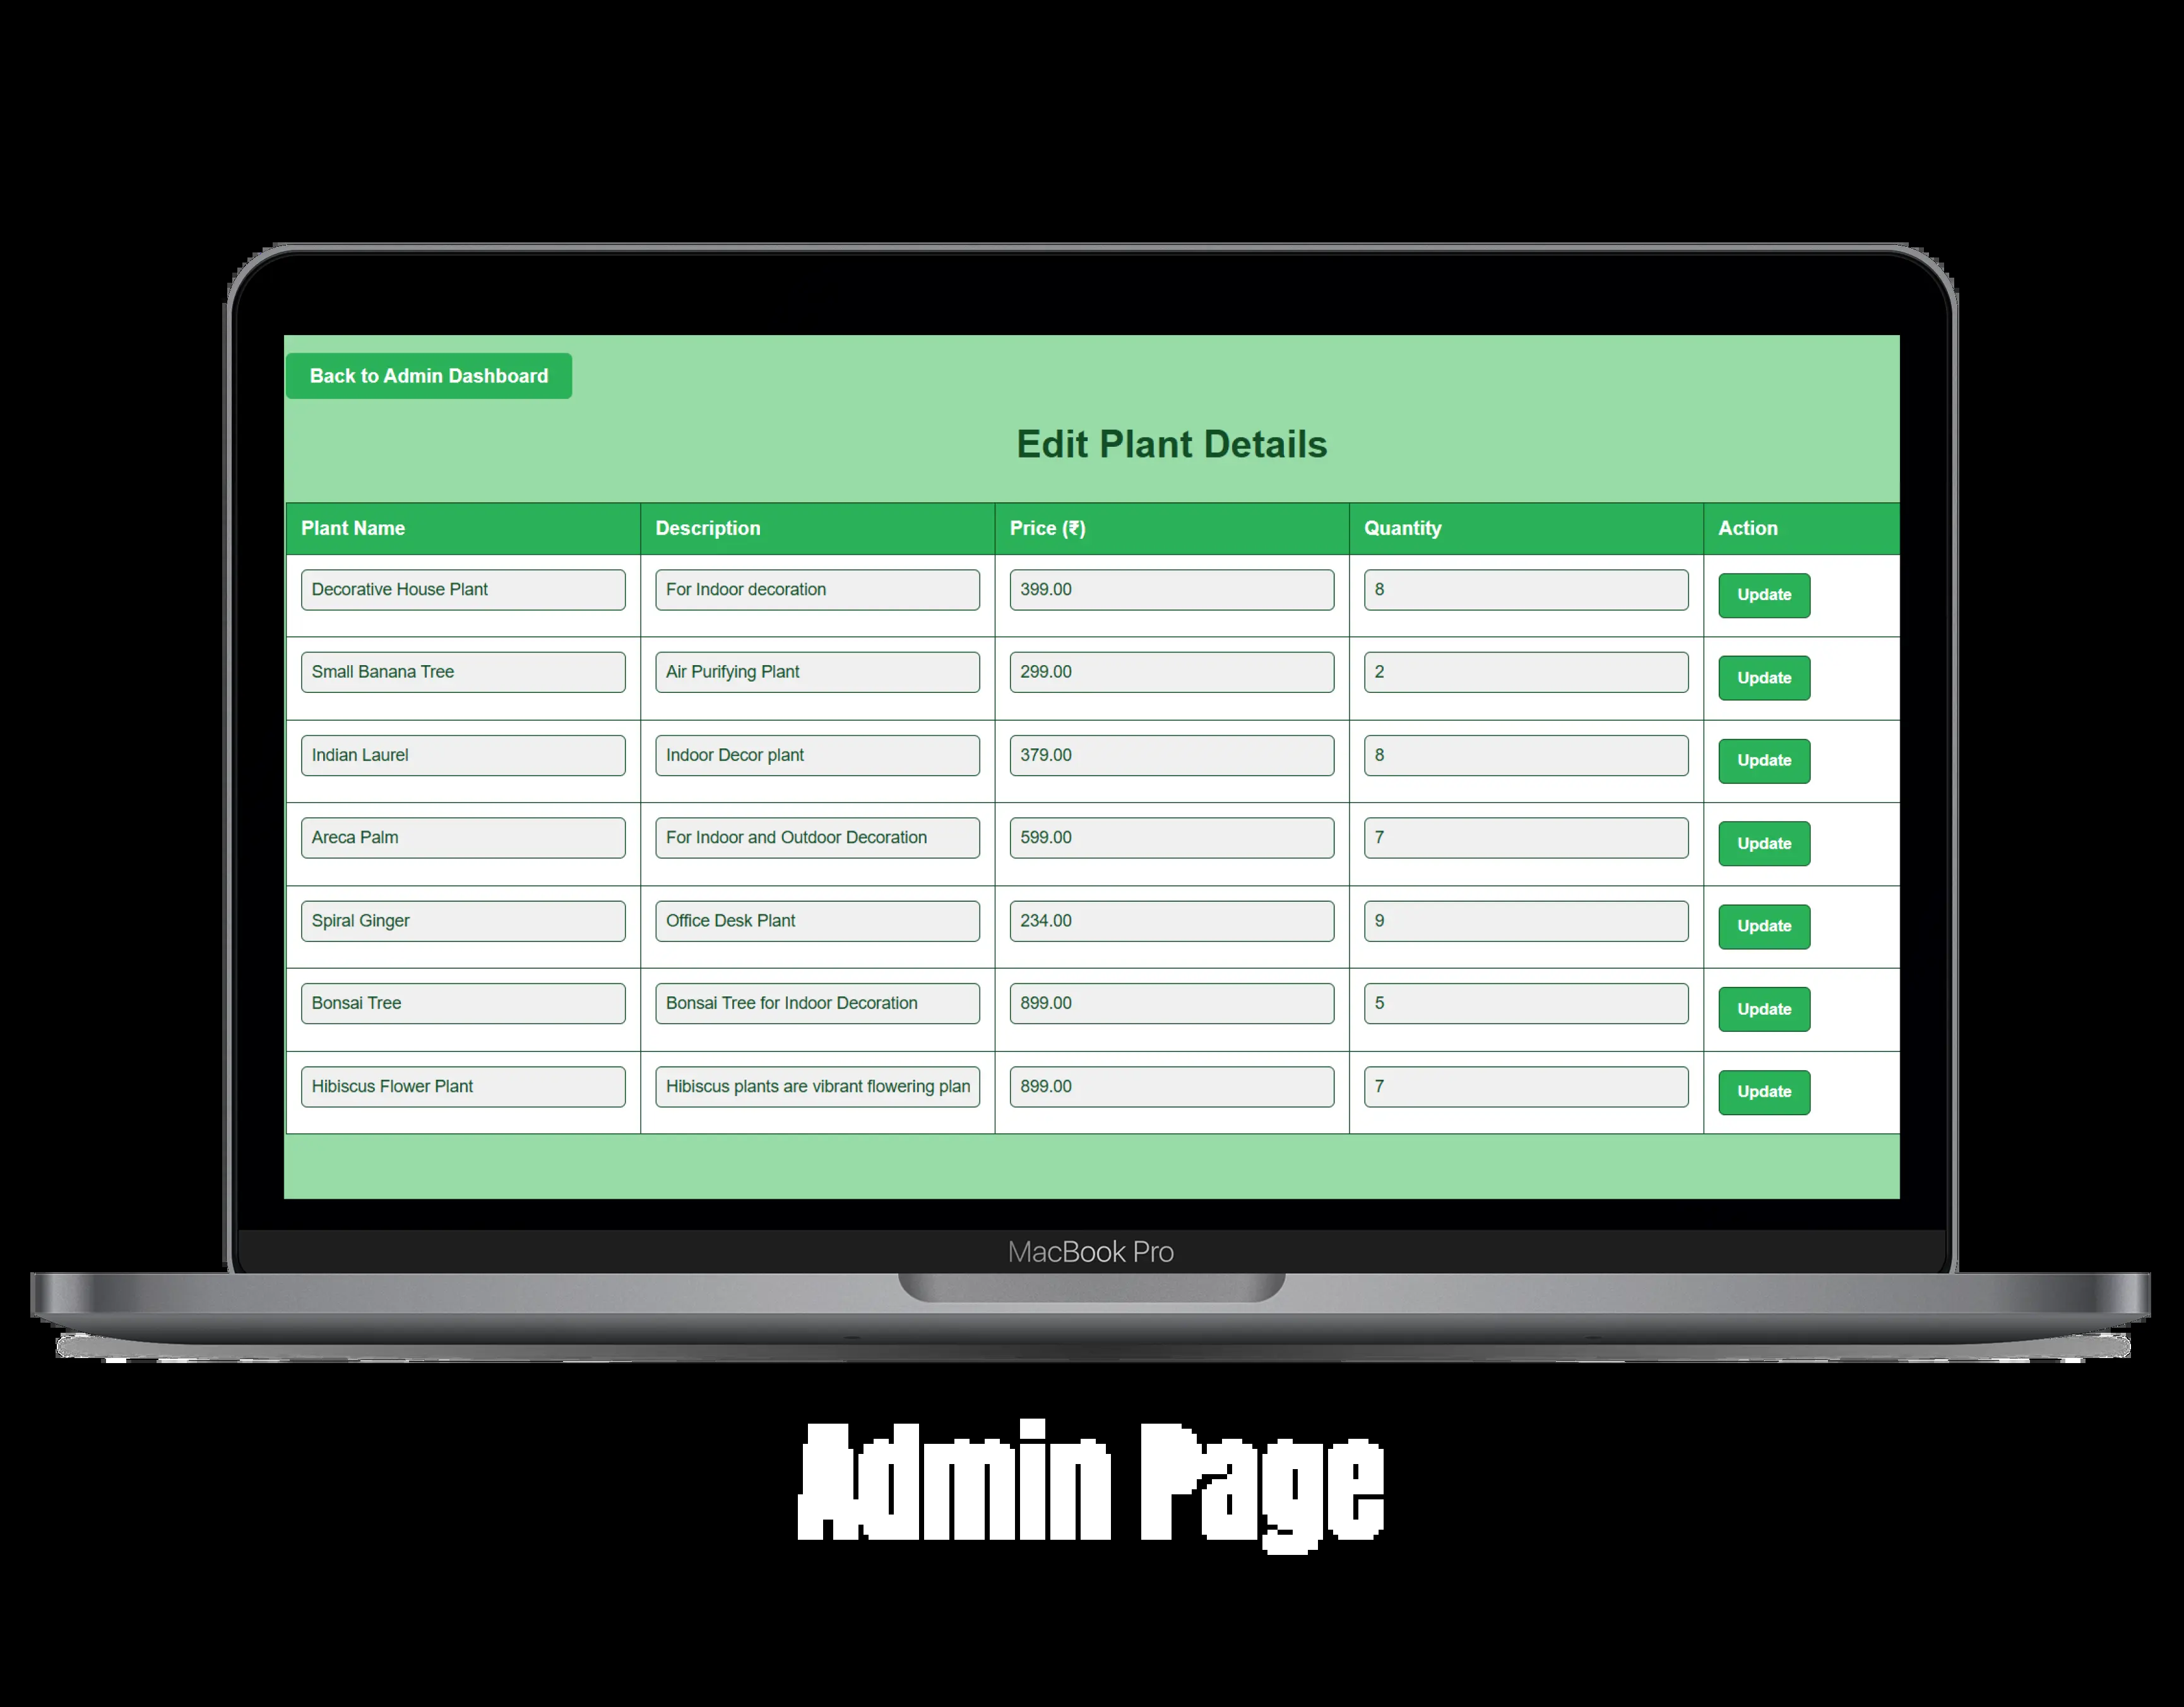 Back to Admin Dashboard
Edit Plant Details
Plant Name Description Price (₹) Quantity Action
Decorative House Plant For Indoor decoration 399.00 8 Update
Small Banana Tree Air Purifying Plant 299.00 2 Update
Indian Laurel Indoor Decor plant 379.00 8 Update
Areca Palm For Indoor and Outdoor Decoration 599.00 7 Update
Spiral Ginger Office Desk Plant 234.00 9 Update
Bonsai Tree Bonsai Tree for Indoor Decoration 899.00 5 Update
Hibiscus Flower Plant Hibiscus plants are vibrant flowering plan 899.00 7 Update
MacBook Pro
Admin Page